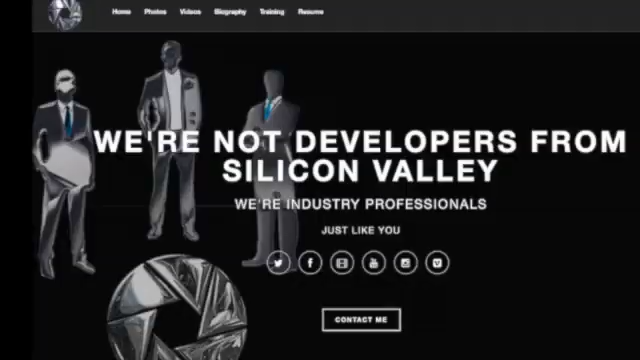 Home Photos Videos Biography Training Resume
WE'RE NOT DEVELOPERS FROM
SILICON VALLEY
WE'RE INDUSTRY PROFESSIONALS
JUST LIKE YOU
CONTACT ME